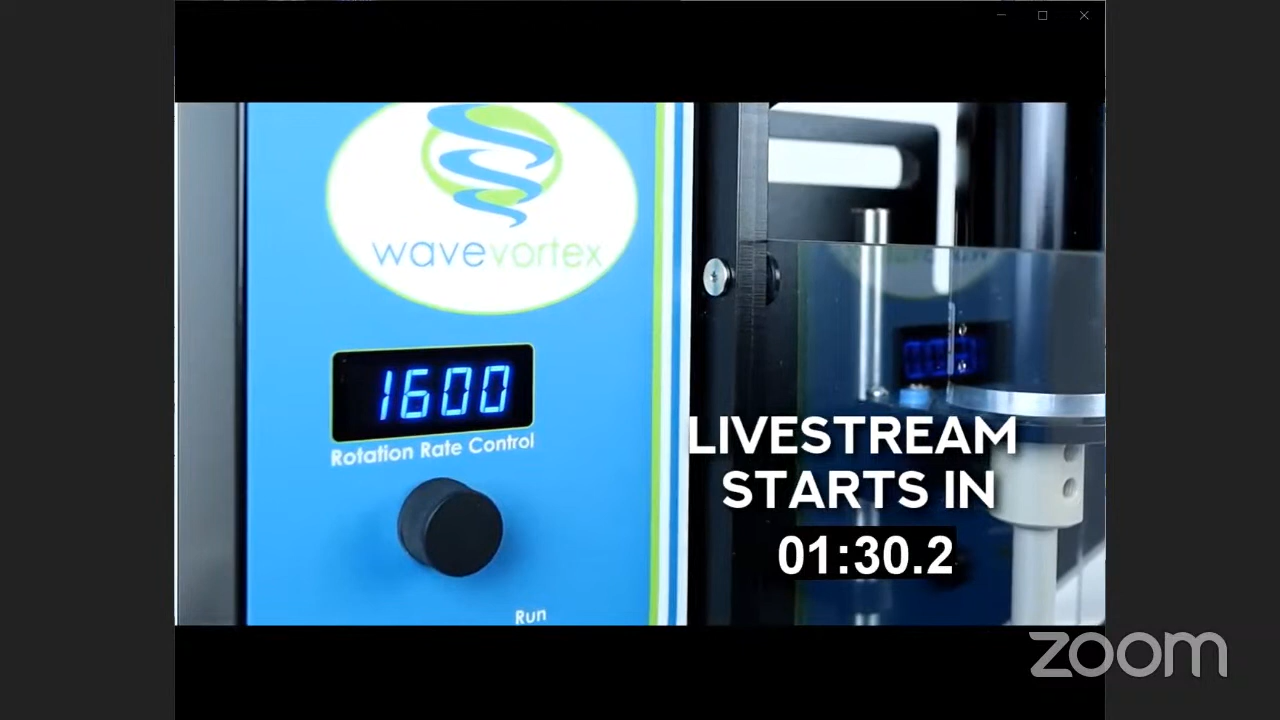 wavevortex
1600
Rotation Rate Control
Run
LIVESTREAM
STARTS IN
01:30.2
zoom